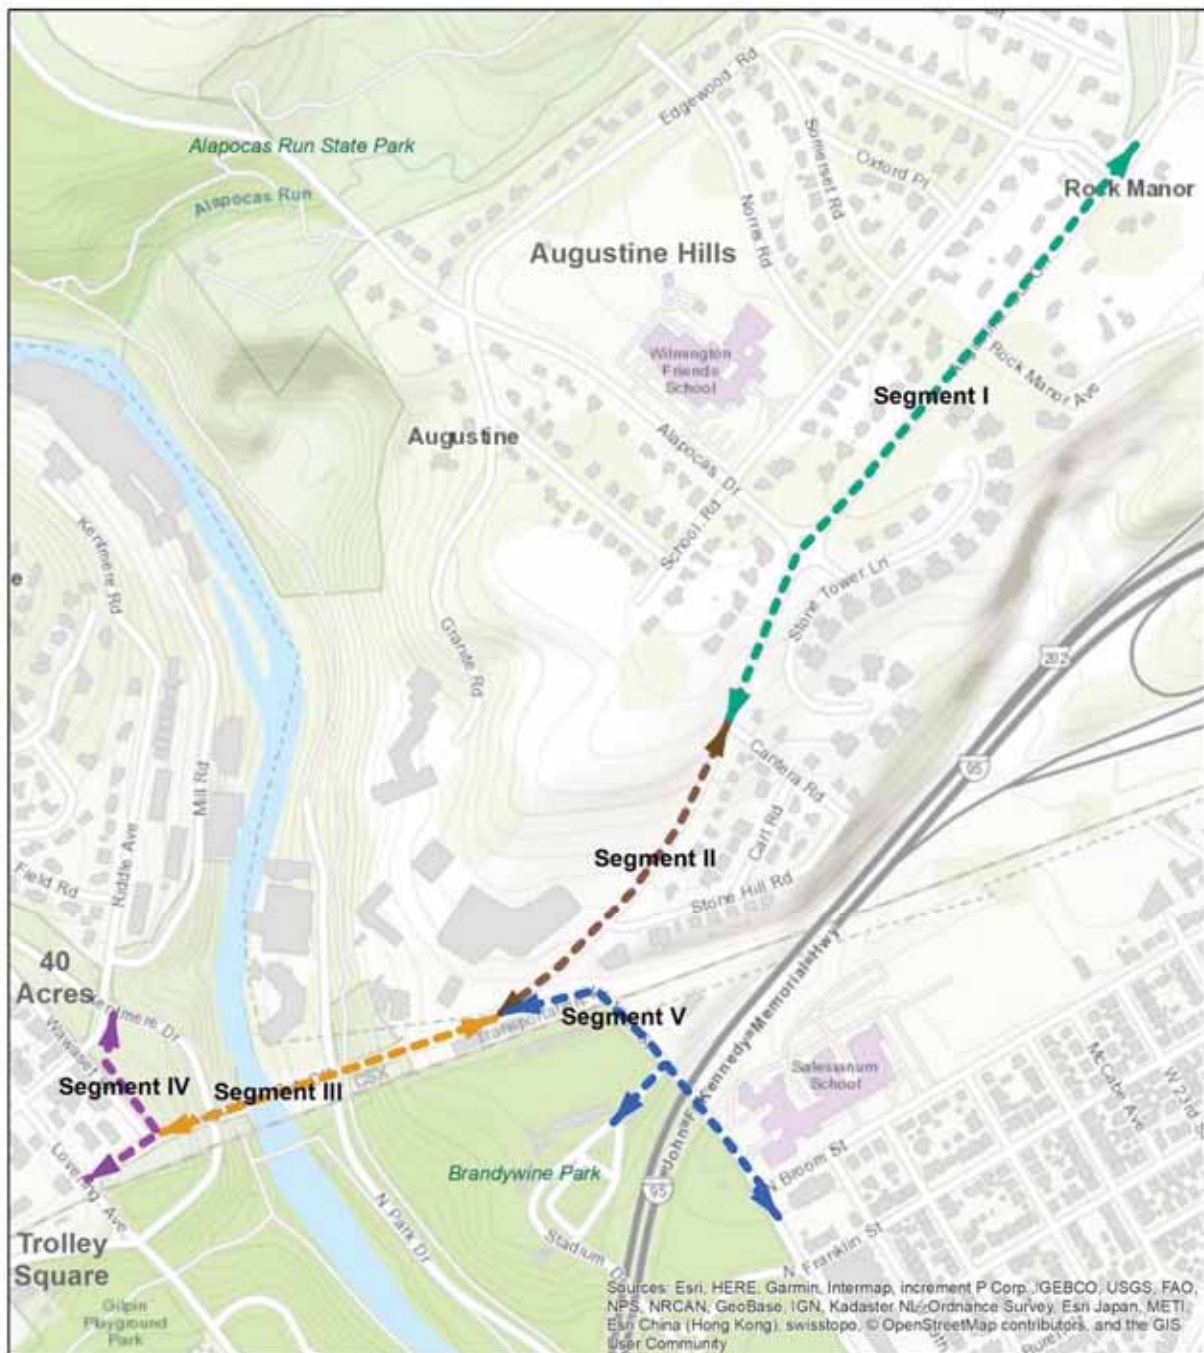 Edgewood Rd
Alapocas Run State Park
Alapocas Run
Somerset Rd
Oxford Pl
Norris Rd
Rock Manor
Augustine Hills
Wilmington
Friends
School
Rock Manor Ave
Segment I
Augustine
Alapocas Dr
School Rd
Kentmere Rd
e
Stone Tower Ln
Granite Rd
202
95
Cantera Rd
Mill Rd
Carl Rd
Segment II
Riddle Ave
Field Rd
Stone Hill Rd
40
Acres
Kentmere Dr
Wawaset
Segment V
John F Kennedy Memorial Hwy
Salesianum
School
McCabe Ave
W 23rd S
Segment IV
Segment III
CSX
Lovering Ave
Brandywine Park
N Broom St
95
N Park Dr
N Franklin St
Trolley
Square
Stadium D
Gilpin
Playground
Park
Sources: Esri, HERE, Garmin, Intermap, increment P Corp., GEBCO, USGS, FAO,
NPS, NRCAN, GeoBase, IGN, Kadaster NL, Ordnance Survey, Esri Japan, METI,
Esri China (Hong Kong), swisstopo, © OpenStreetMap contributors, and the GIS
User Community